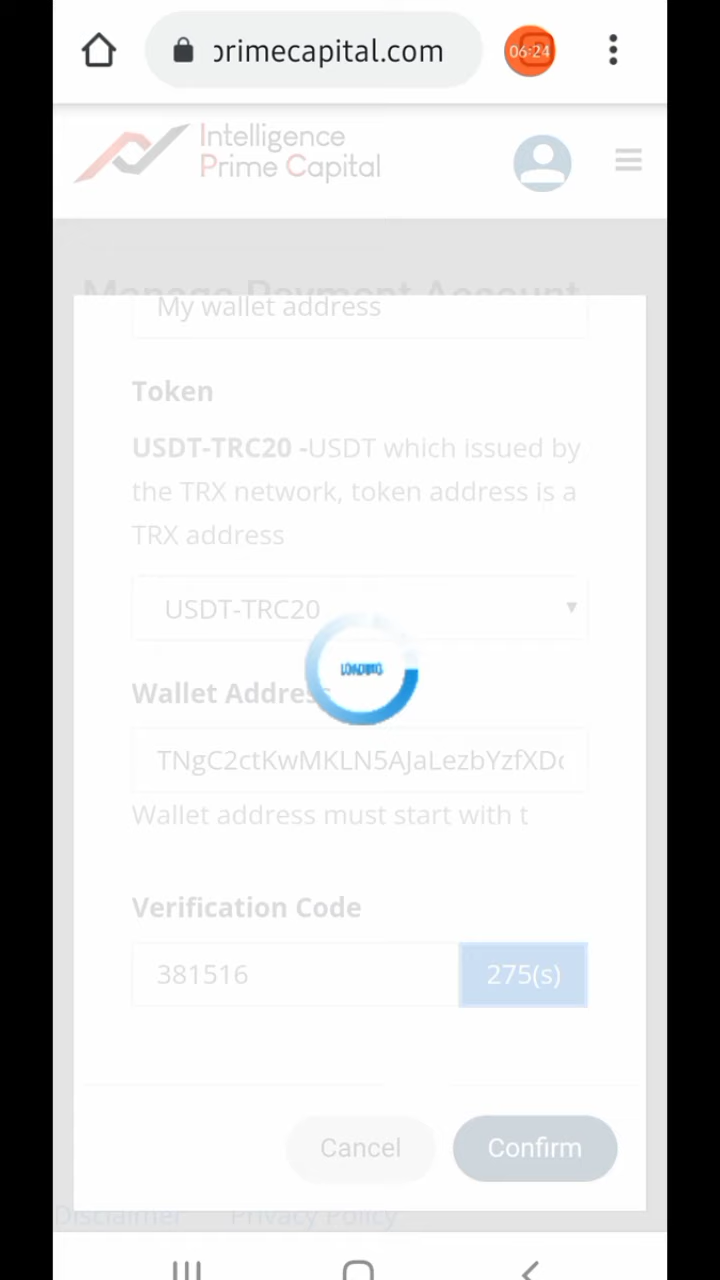 primecapital.com
06:24
Intelligence
Prime Capital
Manage Payment Account
My wallet address
Token
USDT-TRC20 -USDT which issued by
the TRX network, token address is a
TRX address
USDT-TRC20
LOADING
Wallet Address
TNgC2ctKwMKLN5AJaLezbYzfXD
Wallet address must start with t
Verification Code
381516
275(s)
Cancel
Confirm
Disclaimer
Privacy Policy